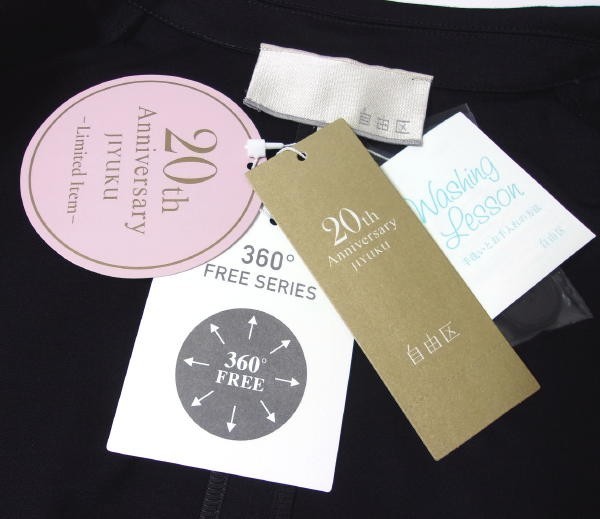 自由区
20th
Anniversary
JIYUKU
-Limited Item-
360°
FREE SERIES
360°
FREE
20th
Anniversary
JIYUKU
自由区
Washing
Lesson
手洗いとお手入れの方法
自由区